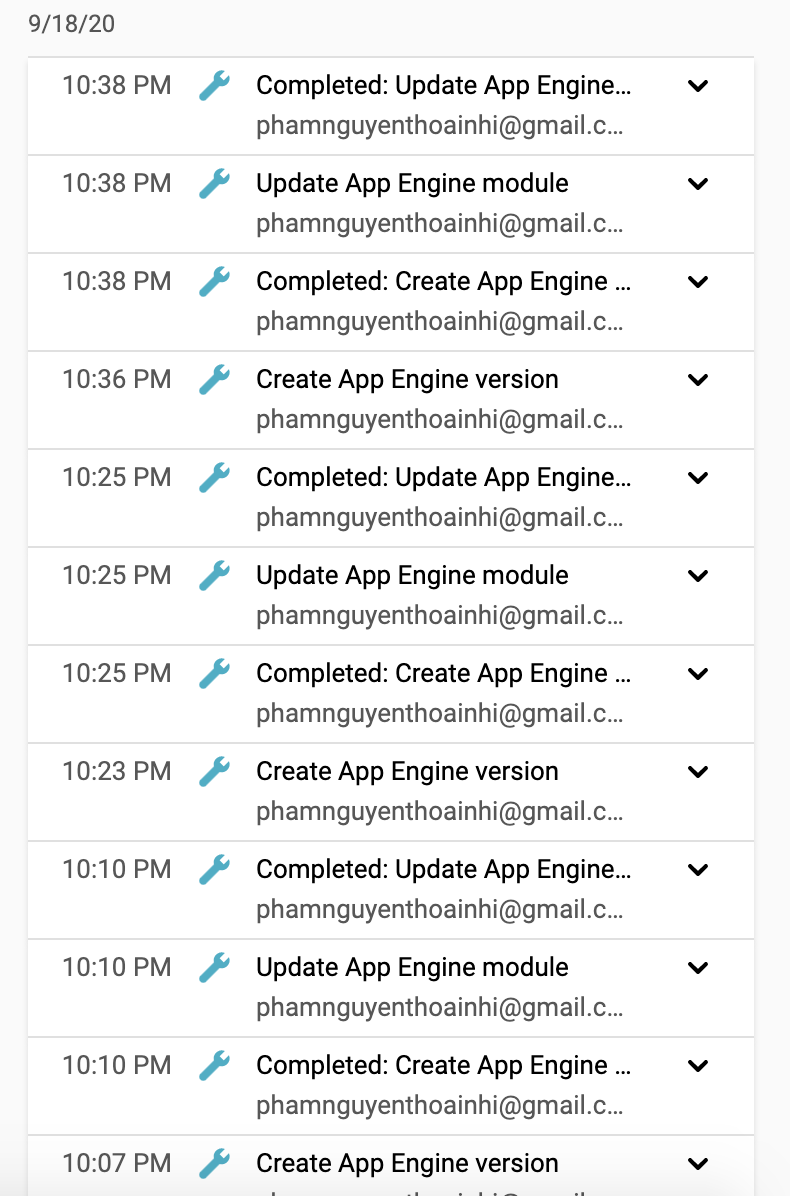 9/18/20
10:38 PM Completed: Update App Engine...
phamnguyenthoainhi@gmail.c...
10:38 PM Update App Engine module
phamnguyenthoainhi@gmail.c...
10:38 PM Completed: Create App Engine ...
phamnguyenthoainhi@gmail.c...
10:36 PM Create App Engine version
phamnguyenthoainhi@gmail.c...
10:25 PM Completed: Update App Engine...
phamnguyenthoainhi@gmail.c...
10:25 PM Update App Engine module
phamnguyenthoainhi@gmail.c...
10:25 PM Completed: Create App Engine ...
phamnguyenthoainhi@gmail.c...
10:23 PM Create App Engine version
phamnguyenthoainhi@gmail.c...
10:10 PM Completed: Update App Engine...
phamnguyenthoainhi@gmail.c...
10:10 PM Update App Engine module
phamnguyenthoainhi@gmail.c...
10:10 PM Completed: Create App Engine ...
phamnguyenthoainhi@gmail.c...
10:07 PM Create App Engine version